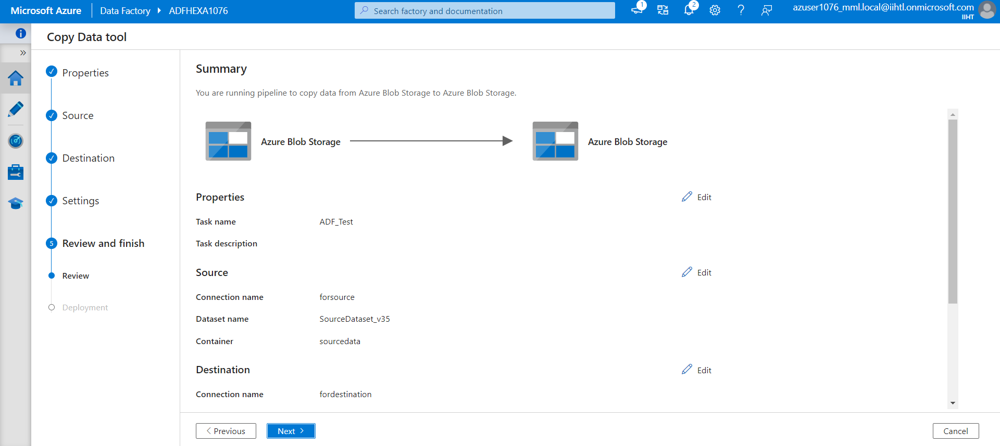 Microsoft Azure
Data Factory
ADFHEXA1076
Search factory and documentation
1
2
azuser1076_mml.local@iihtl.onmicrosoft.com
IIHT
Copy Data tool
Properties
Source
Destination
Settings
5 Review and finish
Review
Deployment
Summary
You are running pipeline to copy data from Azure Blob Storage to Azure Blob Storage.
Azure Blob Storage
Azure Blob Storage
Properties
Edit
Task name
ADF_Test
Task description
Source
Edit
Connection name
forsource
Dataset name
SourceDataset_v35
Container
sourcedata
Destination
Edit
Connection name
fordestination
Previous
Next
Cancel